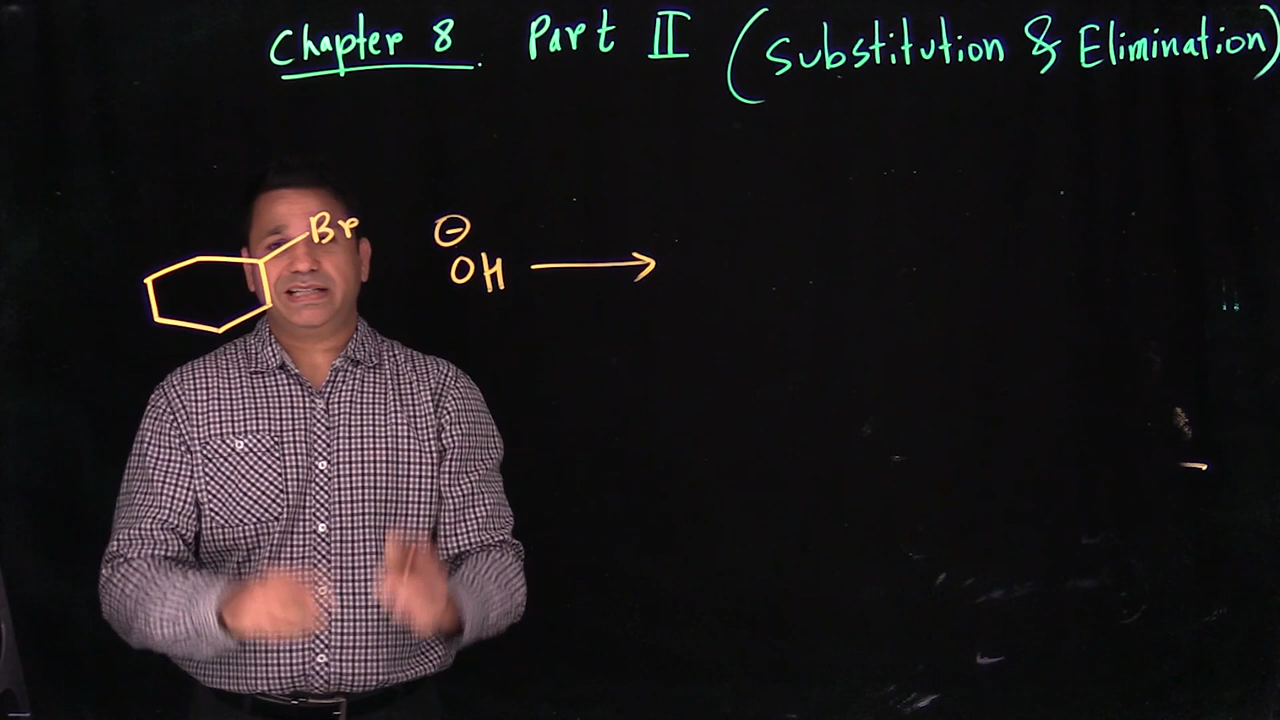 Chapter 8. Part II (Substitution & Elimination)
Br
⊖
OH